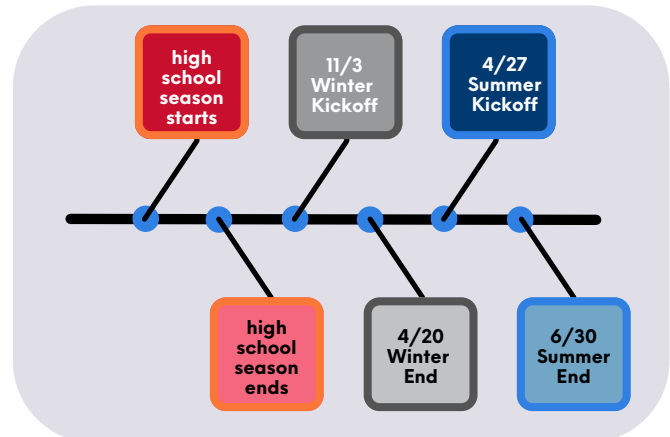 high
school
season
starts
11/3
Winter
Kickoff
4/27
Summer
Kickoff
high
school
season
ends
4/20
Winter
End
6/30
Summer
End